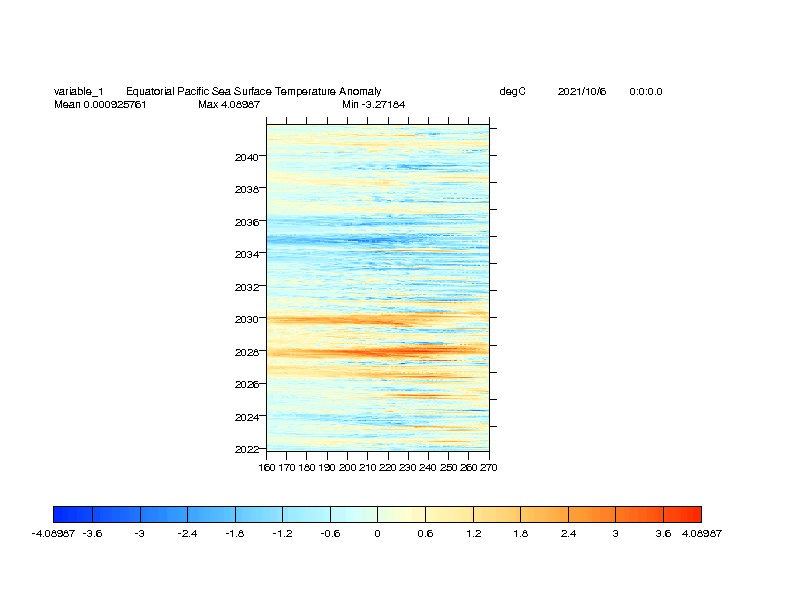 variable_1 Equatorial Pacific Sea Surface Temperature Anomaly degC 2021/10/6 0:0:0.0
Mean 0.000925761 Max 4.08987 Min -3.27184
2040
2038
2036
2034
2032
2030
2028
2026
2024
2022
160 170 180 190 200 210 220 230 240 250 260 270
-4.08987 -3.6 -3 -2.4 -1.8 -1.2 -0.6 0 0.6 1.2 1.8 2.4 3 3.6 4.08987